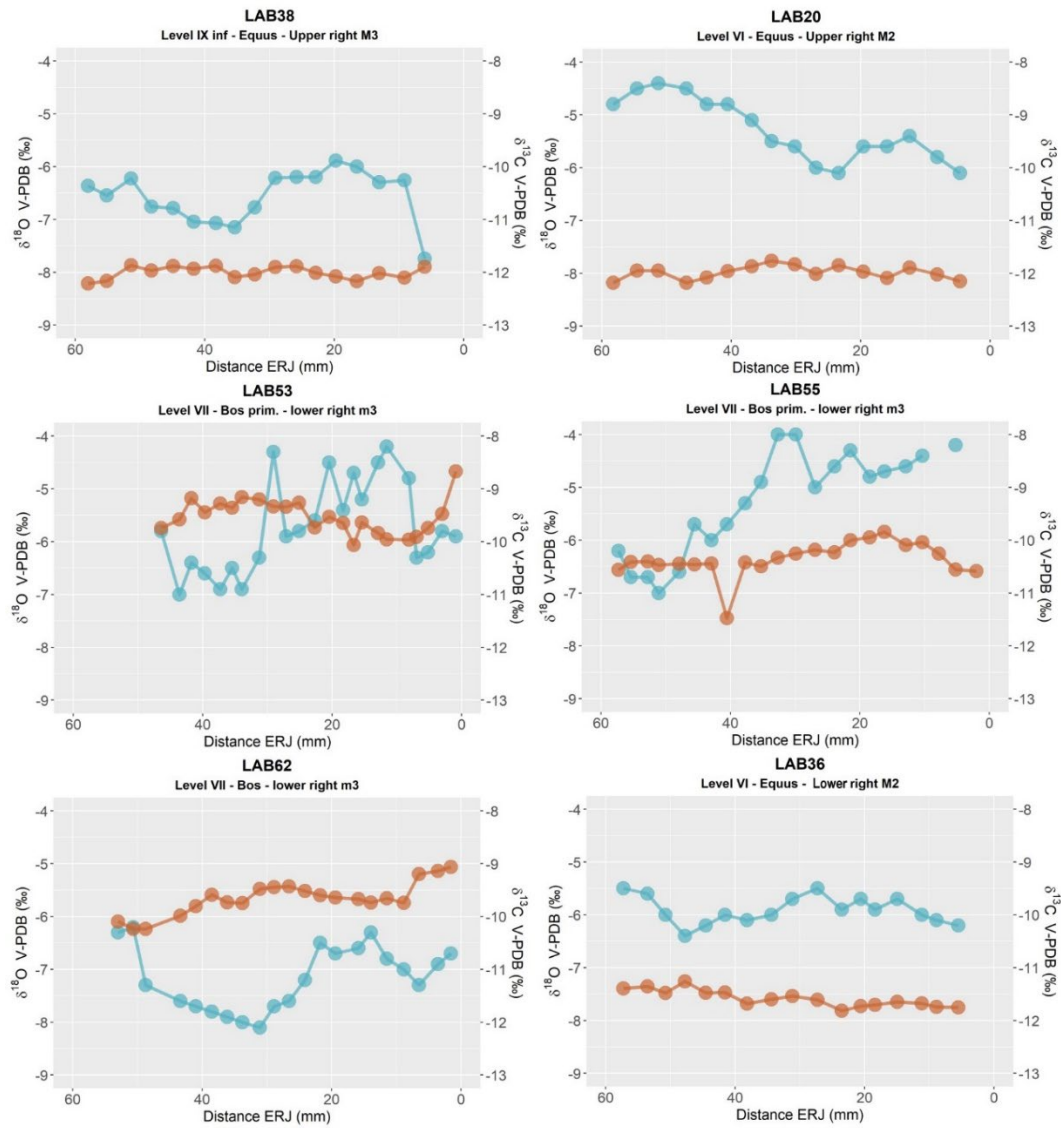 LAB38
Level IX inf - Equus - Upper right M3
-4
-5
-6
-7
-8
-9
δ18O V-PDB (‰)
-8
-9
-10
-11
-12
-13
δ13C V-PDB (‰)
60 40 20 0
Distance ERJ (mm)
LAB20
Level VI - Equus - Upper right M2
-4
-5
-6
-7
-8
-9
δ18O V-PDB (‰)
-8
-9
-10
-11
-12
-13
δ13C V-PDB (‰)
60 40 20 0
Distance ERJ (mm)
LAB53
Level VII - Bos prim. - lower right m3
-4
-5
-6
-7
-8
-9
δ18O V-PDB (‰)
-8
-9
-10
-11
-12
-13
δ13C V-PDB (‰)
60 40 20 0
Distance ERJ (mm)
LAB55
Level VII - Bos prim. - lower right m3
-4
-5
-6
-7
-8
-9
δ18O V-PDB (‰)
-8
-9
-10
-11
-12
-13
δ13C V-PDB (‰)
60 40 20 0
Distance ERJ (mm)
LAB62
Level VII - Bos - lower right m3
-4
-5
-6
-7
-8
-9
δ18O V-PDB (‰)
-8
-9
-10
-11
-12
-13
δ13C V-PDB (‰)
60 40 20 0
Distance ERJ (mm)
LAB36
Level VI - Equus - Lower right M2
-4
-5
-6
-7
-8
-9
δ18O V-PDB (‰)
-8
-9
-10
-11
-12
-13
δ13C V-PDB (‰)
60 40 20 0
Distance ERJ (mm)